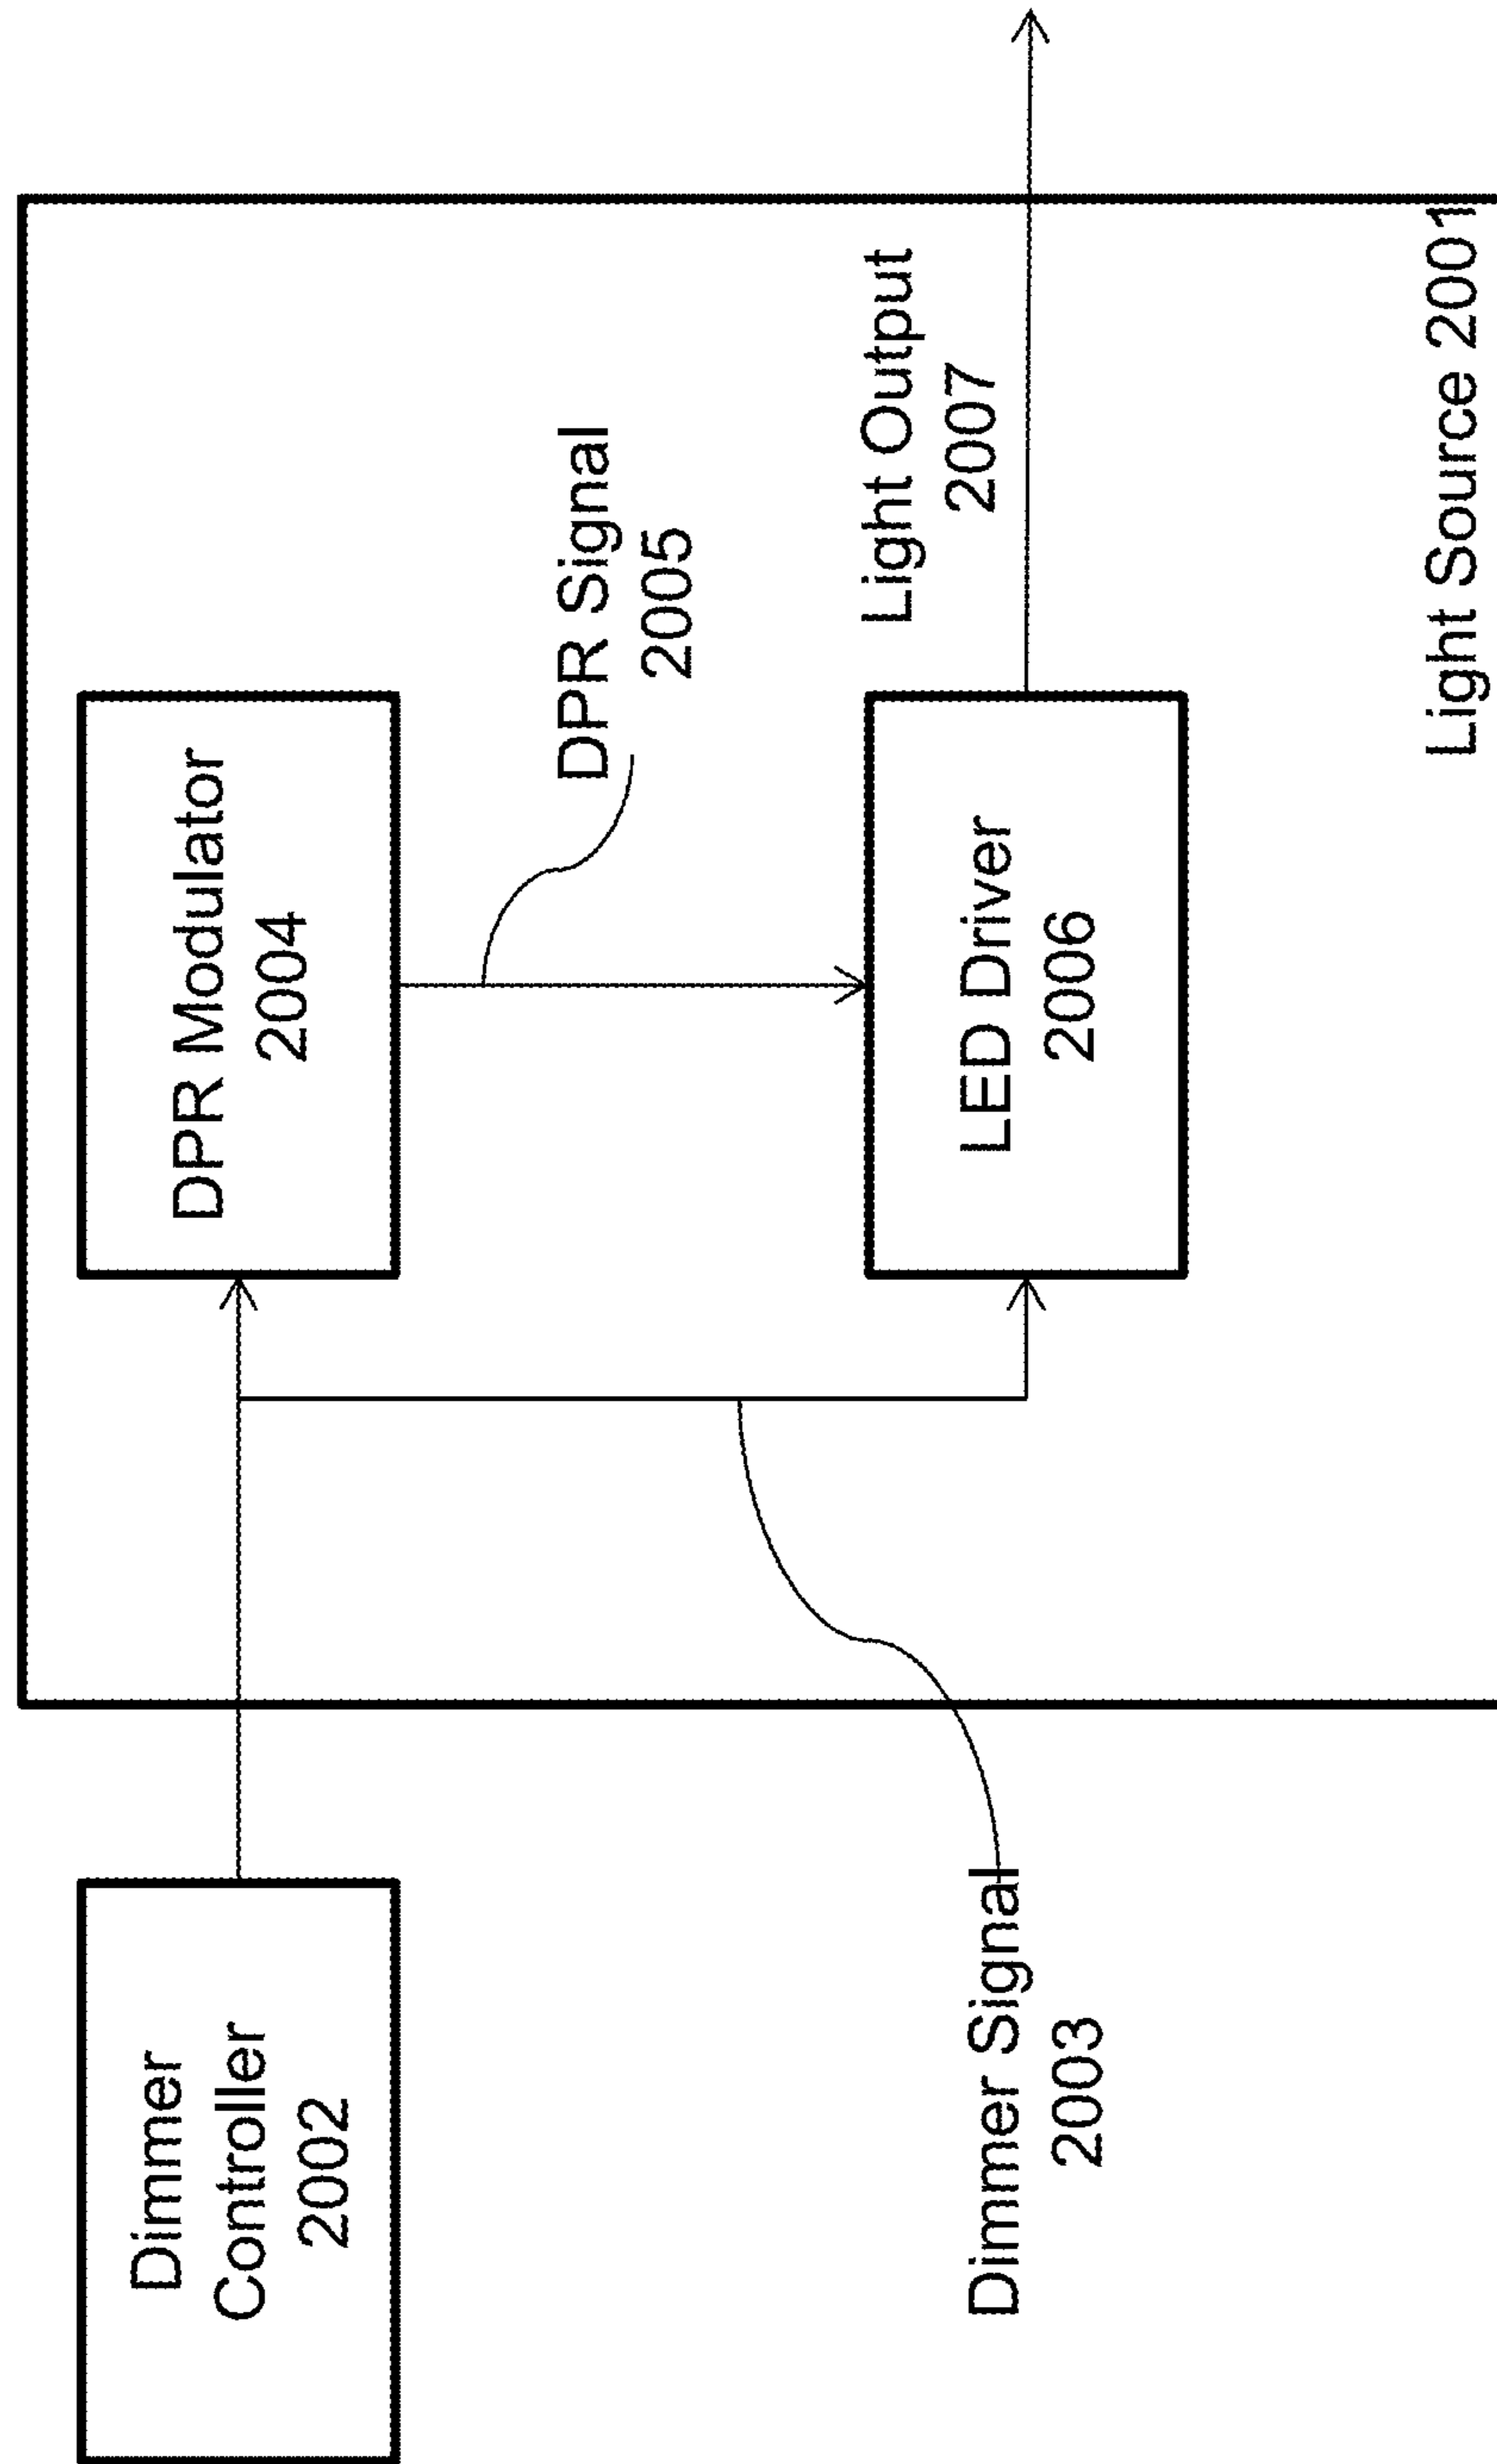 Dimmer
Controller
2002
DPR Modulator
2004
DPR Signal
2005
Dimmer Signal
2003
LED Driver
2006
Light Output
2007
Light Source 2001